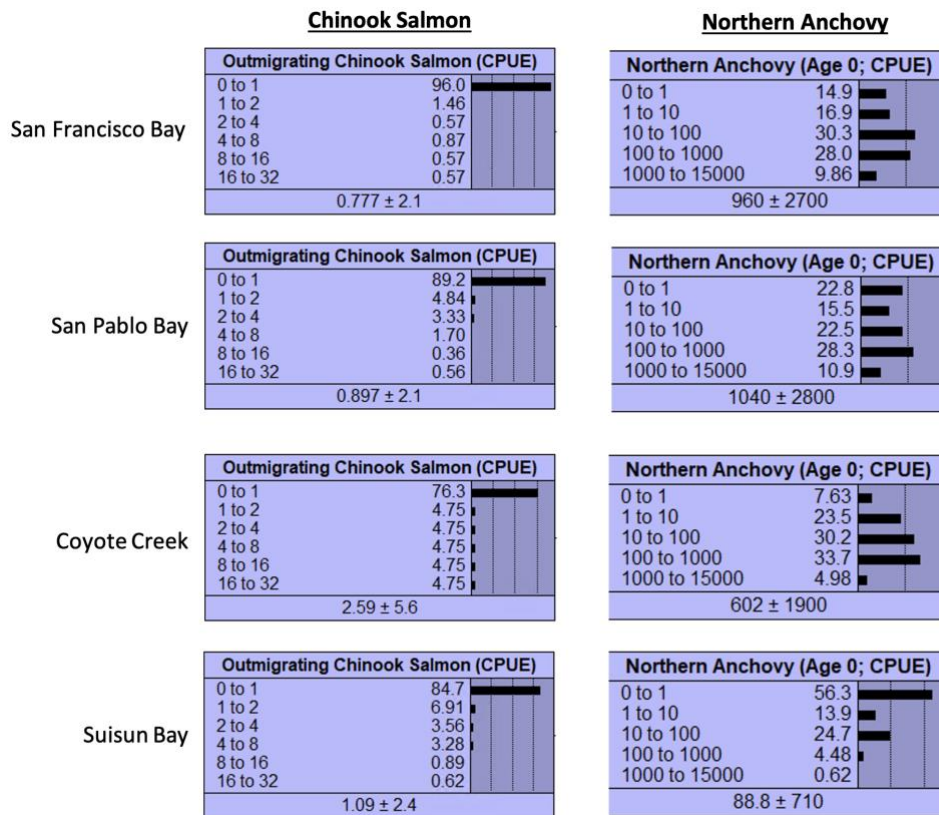 Chinook Salmon
Northern Anchovy
San Francisco Bay
Outmigrating Chinook Salmon (CPUE)
0 to 1 96.0
1 to 2 1.46
2 to 4 0.57
4 to 8 0.87
8 to 16 0.57
16 to 32 0.57
0.777 ± 2.1
Northern Anchovy (Age 0; CPUE)
0 to 1 14.9
1 to 10 16.9
10 to 100 30.3
100 to 1000 28.0
1000 to 15000 9.86
960 ± 2700
San Pablo Bay
Outmigrating Chinook Salmon (CPUE)
0 to 1 89.2
1 to 2 4.84
2 to 4 3.33
4 to 8 1.70
8 to 16 0.36
16 to 32 0.56
0.897 ± 2.1
Northern Anchovy (Age 0; CPUE)
0 to 1 22.8
1 to 10 15.5
10 to 100 22.5
100 to 1000 28.3
1000 to 15000 10.9
1040 ± 2800
Coyote Creek
Outmigrating Chinook Salmon (CPUE)
0 to 1 76.3
1 to 2 4.75
2 to 4 4.75
4 to 8 4.75
8 to 16 4.75
16 to 32 4.75
2.59 ± 5.6
Northern Anchovy (Age 0; CPUE)
0 to 1 7.63
1 to 10 23.5
10 to 100 30.2
100 to 1000 33.7
1000 to 15000 4.98
602 ± 1900
Suisun Bay
Outmigrating Chinook Salmon (CPUE)
0 to 1 84.7
1 to 2 6.91
2 to 4 3.56
4 to 8 3.28
8 to 16 0.89
16 to 32 0.62
1.09 ± 2.4
Northern Anchovy (Age 0; CPUE)
0 to 1 56.3
1 to 10 13.9
10 to 100 24.7
100 to 1000 4.48
1000 to 15000 0.62
88.8 ± 710